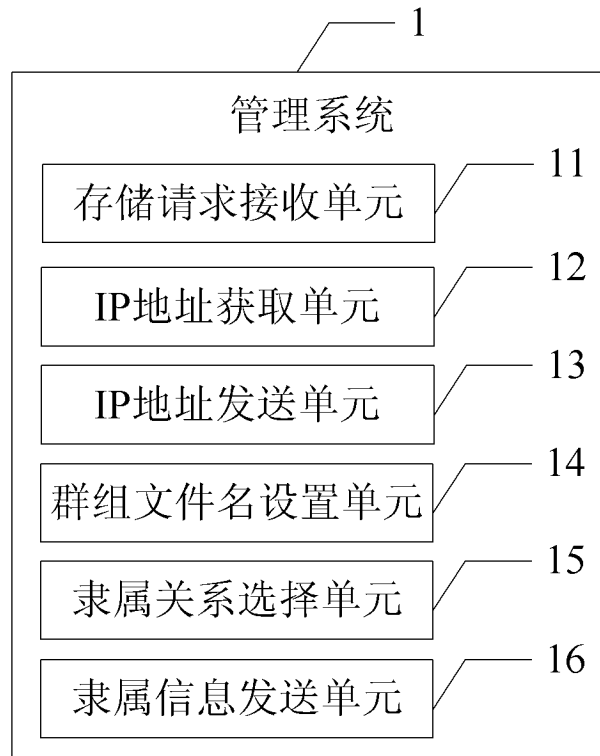 1
管理系统
存储请求接收单元 11
IP地址获取单元 12
IP地址发送单元 13
群组文件名设置单元 14
隶属关系选择单元 15
隶属信息发送单元 16